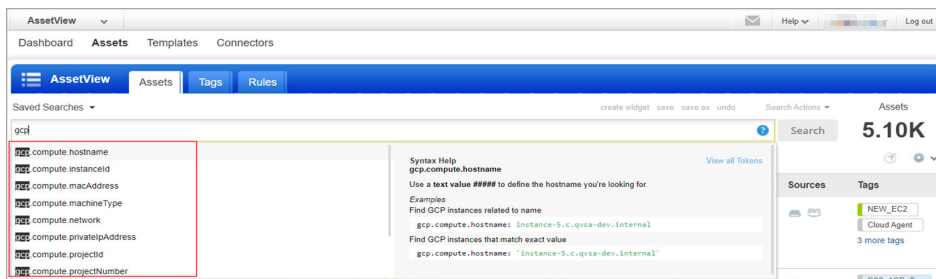 AssetView
Help
Log out
Dashboard Assets Templates Connectors
AssetView Assets Tags Rules
Saved Searches
create widget save save as undo
Search Actions
Assets
gcp
Search
5.10K
gcp.compute.hostname
gcp.compute.instanceId
gcp.compute.macAddress
gcp.compute.machineType
gcp.compute.network
gcp.compute.privateIpAddress
gcp.compute.projectId
gcp.compute.projectNumber
Syntax Help
View all Tokens
gcp.compute.hostname
Use a text value ##### to define the hostname you're looking for.
Examples
Find GCP instances related to name
gcp.compute.hostname: instance-5.c.qvsa-dev.internal
Find GCP instances that match exact value
gcp.compute.hostname: `instance-5.c.qvsa-dev.internal`
Sources
Tags
aws
NEW_EC2
Cloud Agent
3 more tags